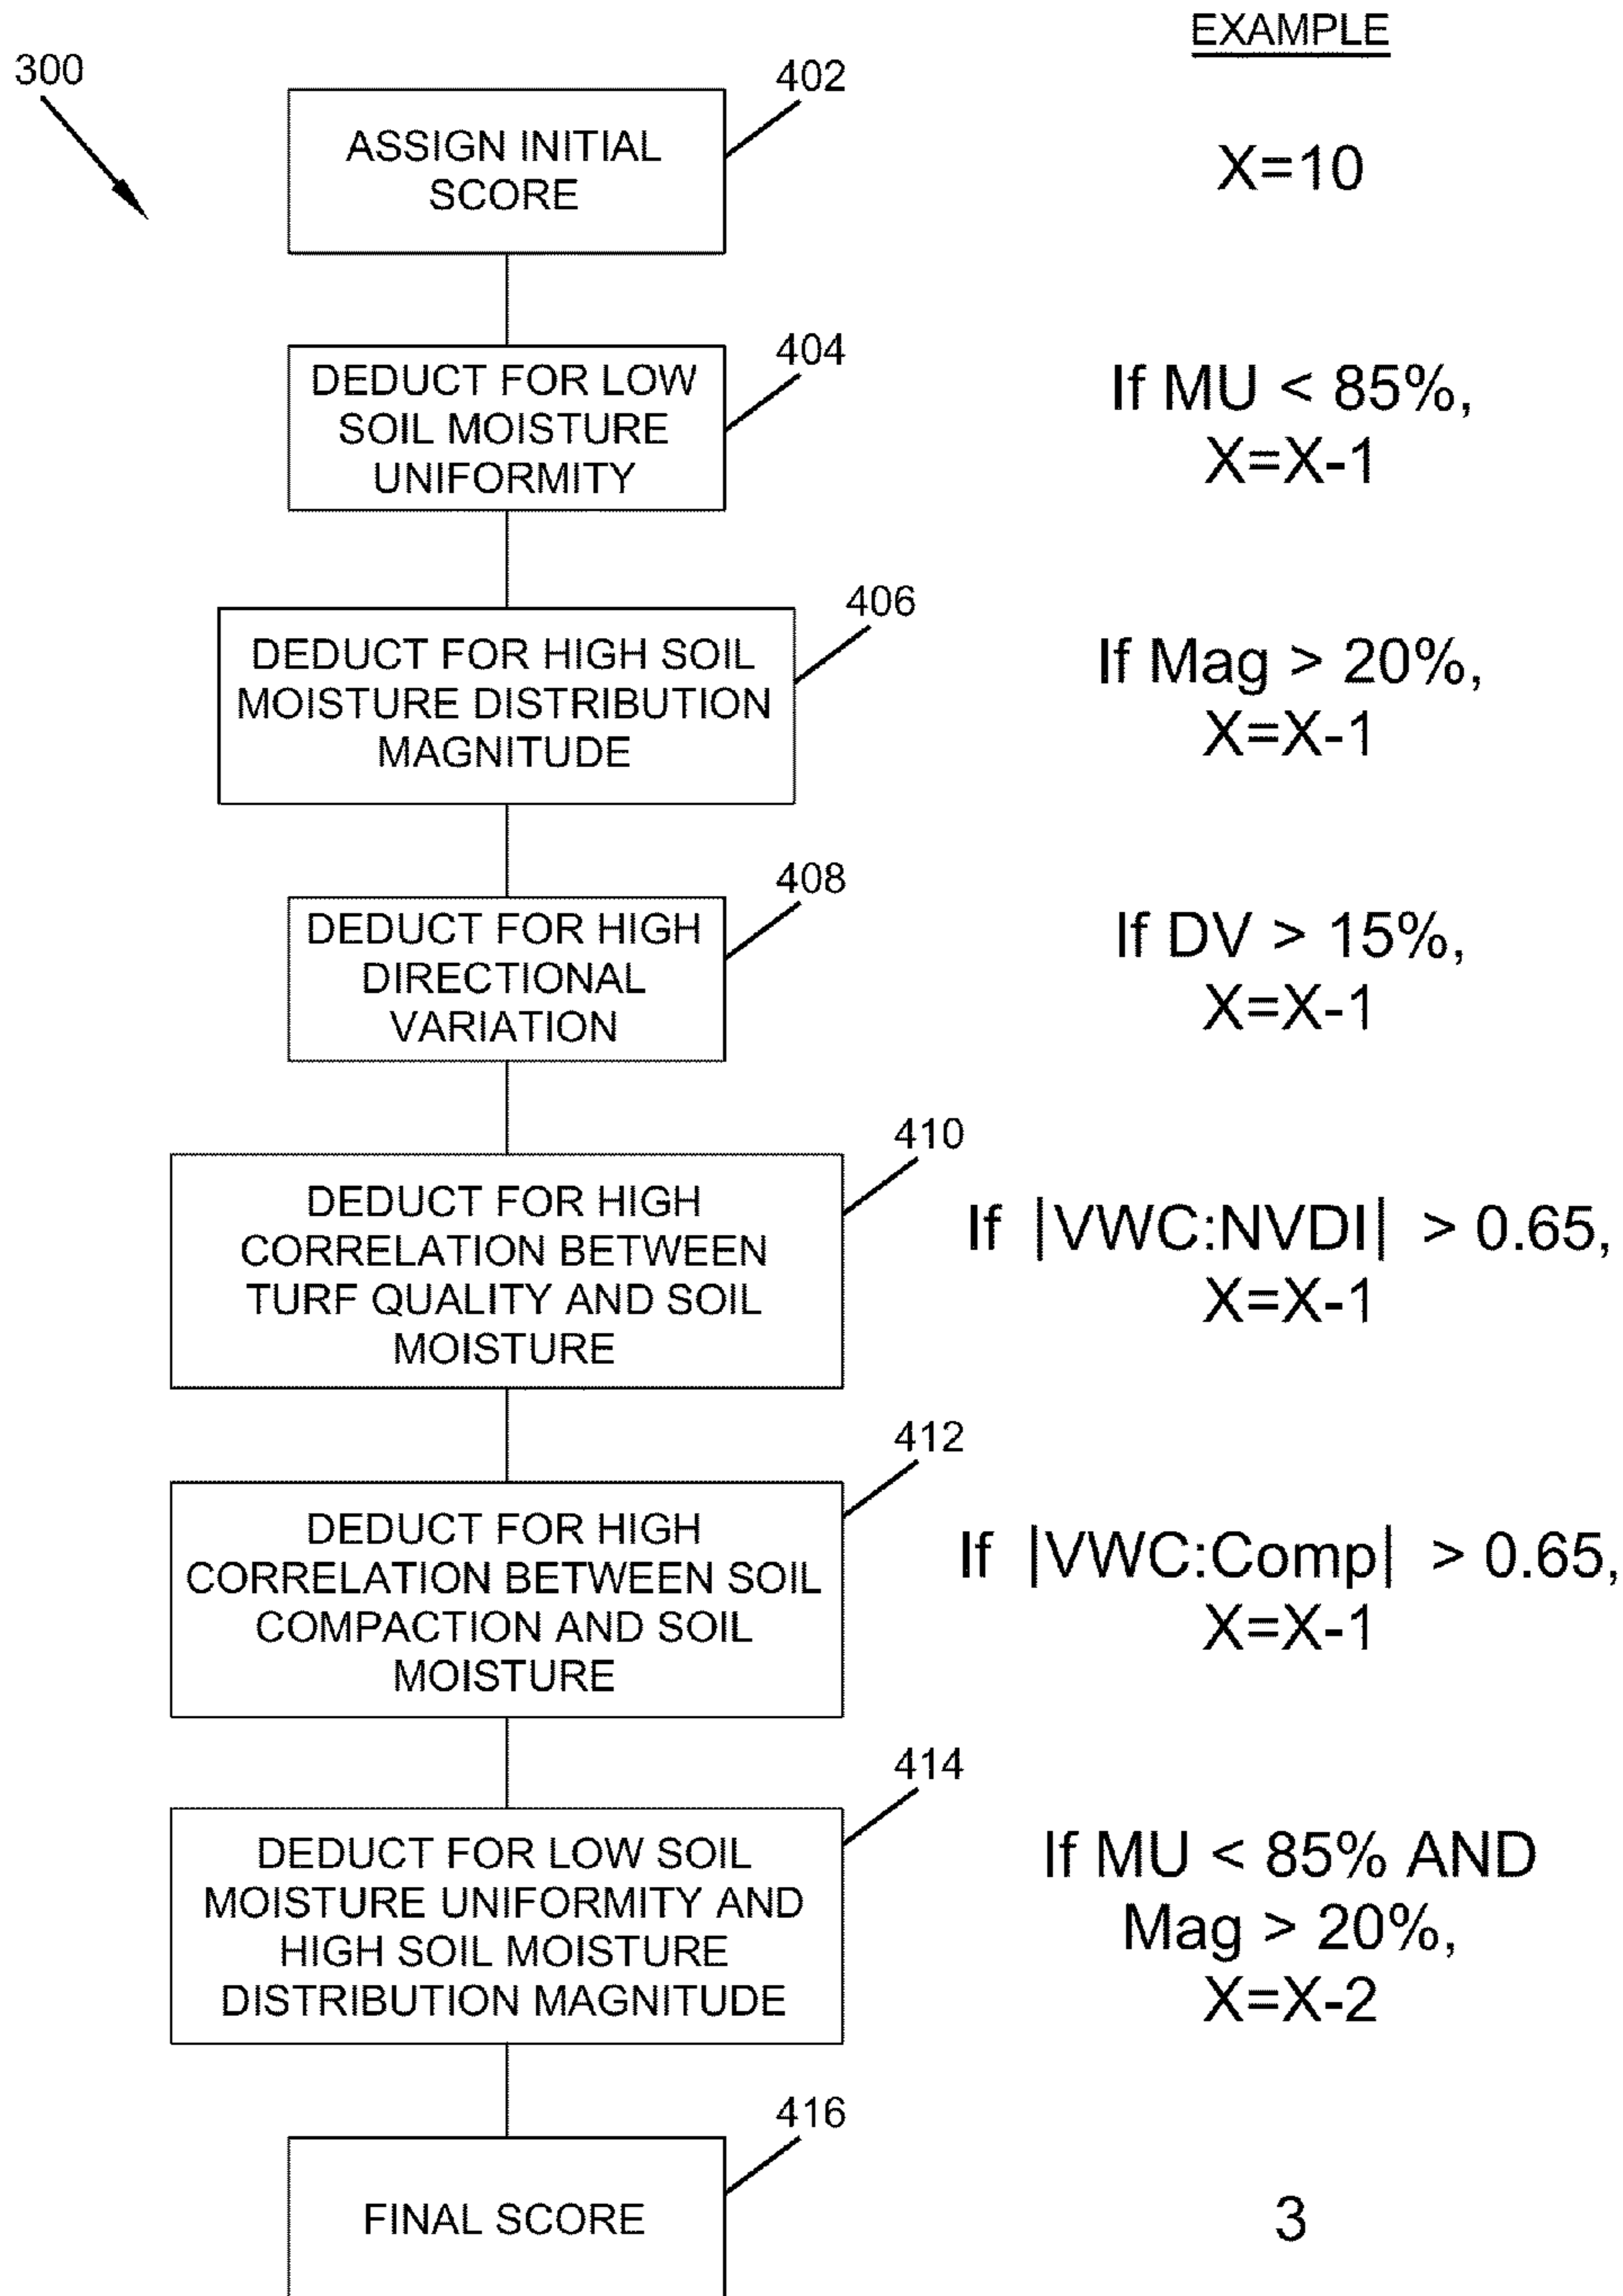 EXAMPLE
300
402
ASSIGN INITIAL
SCORE
X=10
404
DEDUCT FOR LOW
SOIL MOISTURE
UNIFORMITY
If MU < 85%,
X=X-1
406
DEDUCT FOR HIGH SOIL
MOISTURE DISTRIBUTION
MAGNITUDE
If Mag > 20%,
X=X-1
408
DEDUCT FOR HIGH
DIRECTIONAL
VARIATION
If DV > 15%,
X=X-1
410
DEDUCT FOR HIGH
CORRELATION BETWEEN
TURF QUALITY AND SOIL
MOISTURE
If |VWC:NVDI| > 0.65,
X=X-1
412
DEDUCT FOR HIGH
CORRELATION BETWEEN SOIL
COMPACTION AND SOIL
MOISTURE
If |VWC:Comp| > 0.65,
X=X-1
414
DEDUCT FOR LOW SOIL
MOISTURE UNIFORMITY AND
HIGH SOIL MOISTURE
DISTRIBUTION MAGNITUDE
If MU < 85% AND
Mag > 20%,
X=X-2
416
FINAL SCORE
3